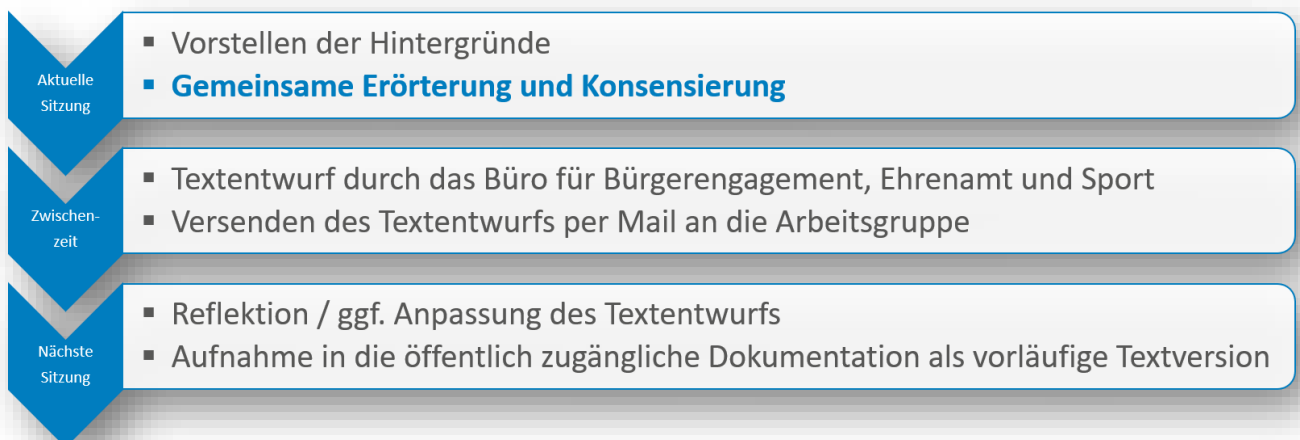 Aktuelle
Sitzung
▪ Vorstellen der Hintergründe
▪ Gemeinsame Erörterung und Konsensierung
Zwischen-
zeit
▪ Textentwurf durch das Büro für Bürgerengagement, Ehrenamt und Sport
▪ Versenden des Textentwurfs per Mail an die Arbeitsgruppe
Nächste
Sitzung
▪ Reflektion / ggf. Anpassung des Textentwurfs
▪ Aufnahme in die öffentlich zugängliche Dokumentation als vorläufige Textversion